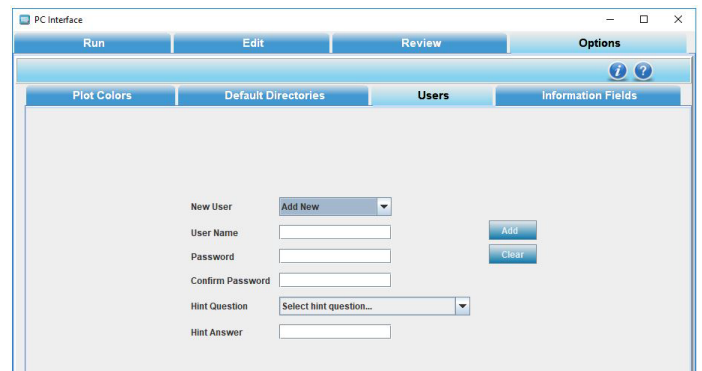 PC Interface
Run Edit Review Options
i ?
Plot Colors Default Directories Users Information Fields
New User Add New
User Name Add
Password Clear
Confirm Password
Hint Question Select hint question...
Hint Answer